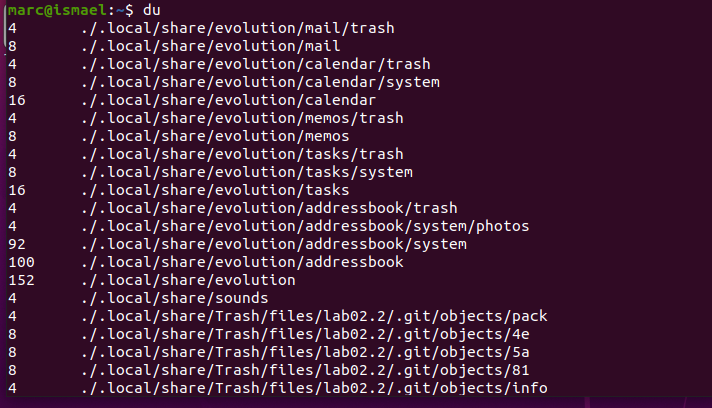 marc@ismael:~$ du
4       ./.local/share/evolution/mail/trash
8       ./.local/share/evolution/mail
4       ./.local/share/evolution/calendar/trash
8       ./.local/share/evolution/calendar/system
16      ./.local/share/evolution/calendar
4       ./.local/share/evolution/memos/trash
8       ./.local/share/evolution/memos
4       ./.local/share/evolution/tasks/trash
8       ./.local/share/evolution/tasks/system
16      ./.local/share/evolution/tasks
4       ./.local/share/evolution/addressbook/trash
4       ./.local/share/evolution/addressbook/system/photos
92      ./.local/share/evolution/addressbook/system
100     ./.local/share/evolution/addressbook
152     ./.local/share/evolution
4       ./.local/share/sounds
4       ./.local/share/Trash/files/lab02.2/.git/objects/pack
8       ./.local/share/Trash/files/lab02.2/.git/objects/4e
8       ./.local/share/Trash/files/lab02.2/.git/objects/5a
8       ./.local/share/Trash/files/lab02.2/.git/objects/81
4       ./.local/share/Trash/files/lab02.2/.git/objects/info